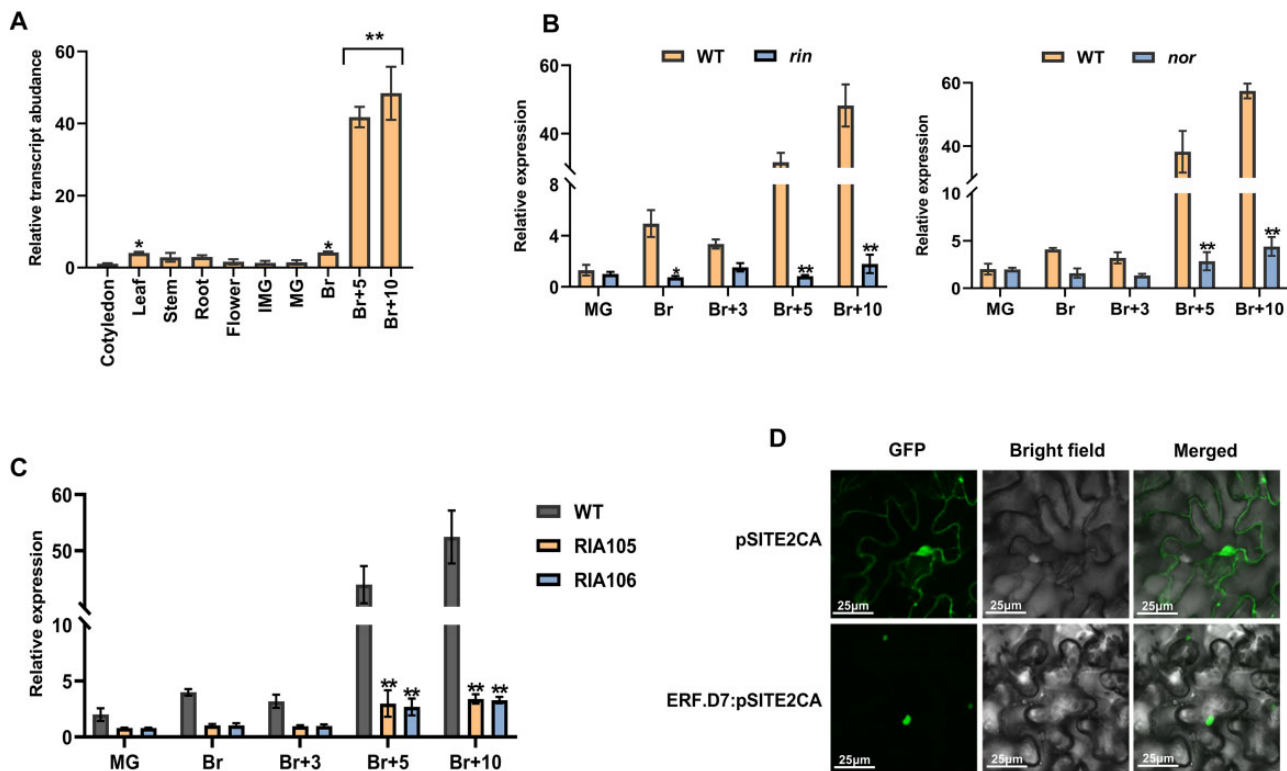 A
Relative transcript abudance
60
40
20
0
**
*
*
Cotyledon
Leaf
Stem
Root
Flower
IMG
MG
Br
Br+5
Br+10
B
WT
rin
Relative expression
60
40
8
4
0
*
**
**
MG
Br
Br+3
Br+5
Br+10
WT
nor
Relative expression
60
40
10
5
0
**
**
MG
Br
Br+3
Br+5
Br+10
C
Relative expression
60
50
10
5
0
** **
** **
MG
Br
Br+3
Br+5
Br+10
WT
RIA105
RIA106
D
GFP
Bright field
Merged
pSITE2CA
25µm
25µm
25µm
ERF.D7:pSITE2CA
25µm
25µm
25µm